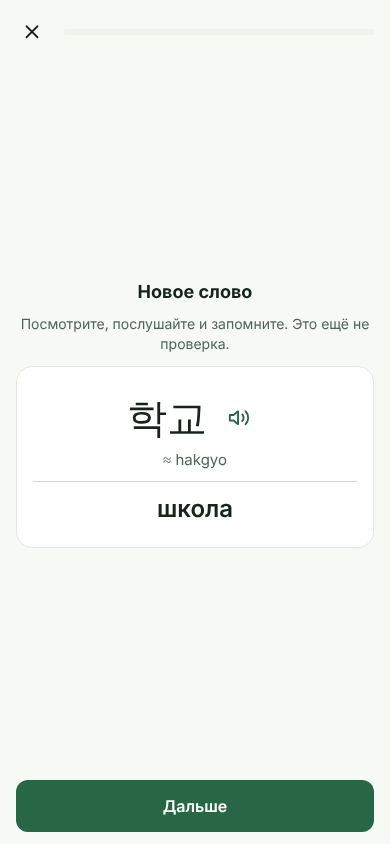 Новое слово
Посмотрите, послушайте и запомните. Это ещё не
проверка.
학교
≈ hakgyo
школа
Дальше